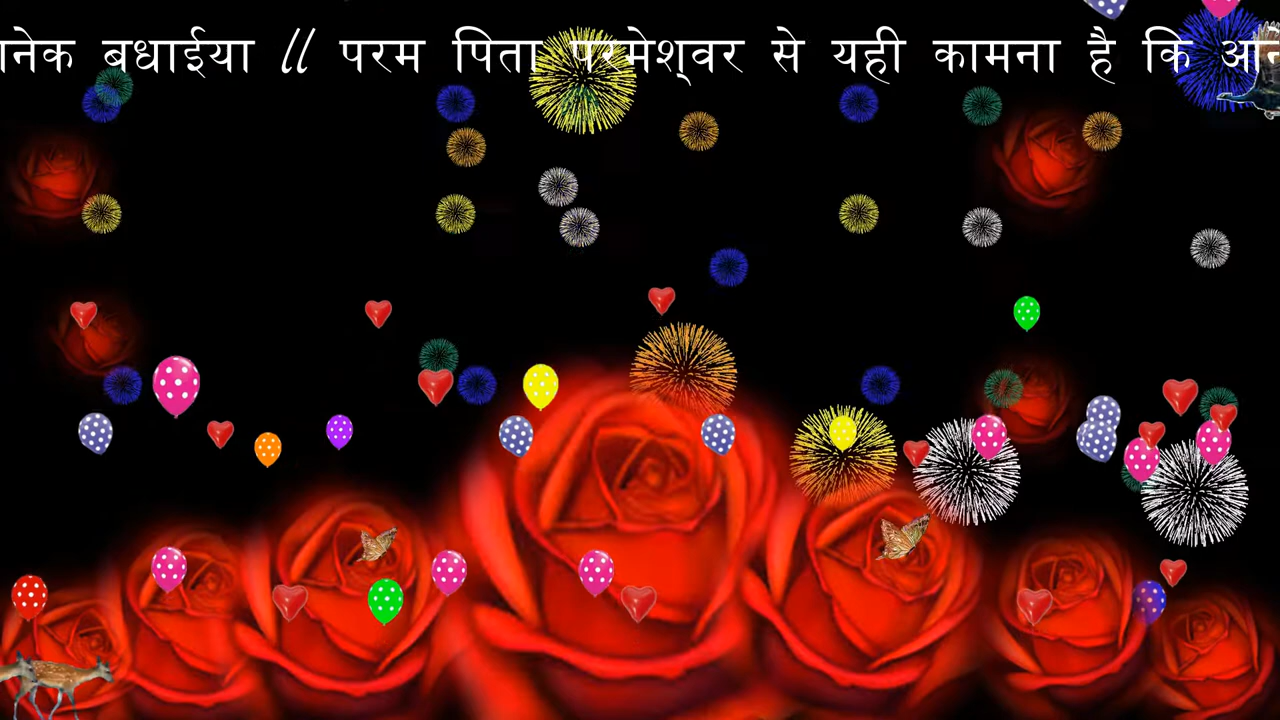 नेक बधाईया ll परम पिता परमेश्वर से यही कामना है कि